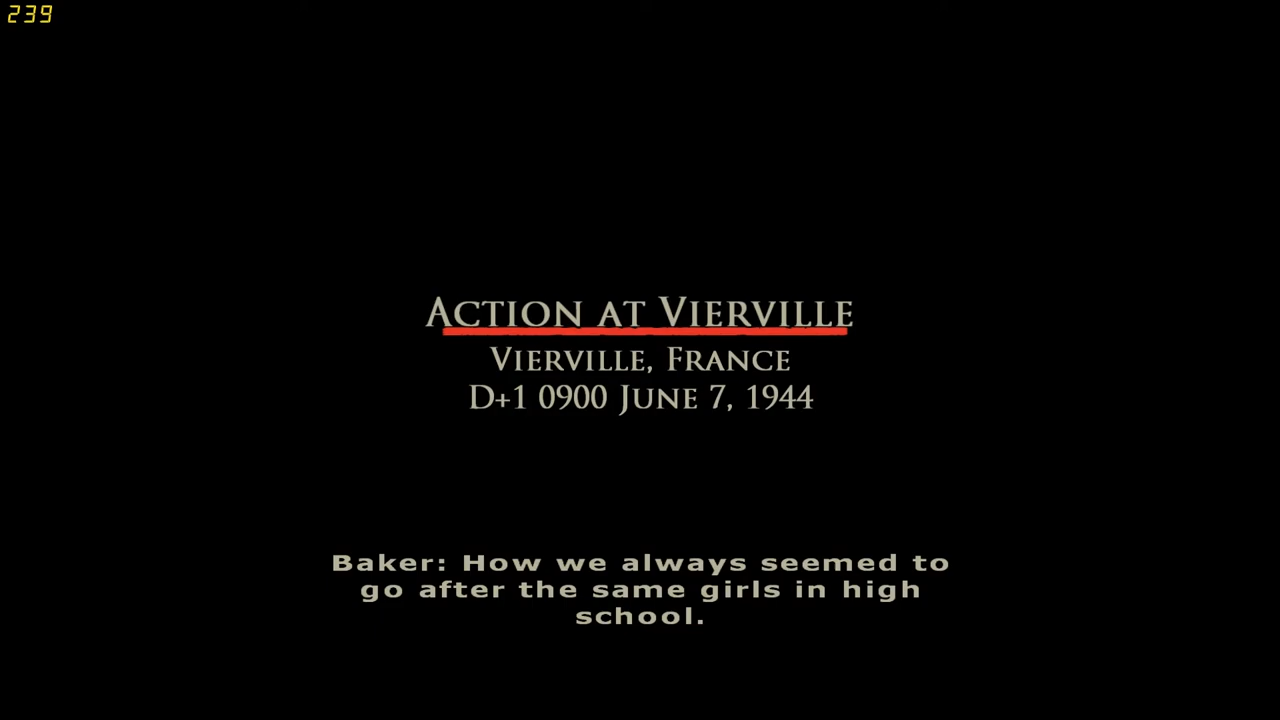 239
Action at Vierville
Vierville, France
D+1 0900 June 7, 1944
Baker: How we always seemed to
go after the same girls in high
school.